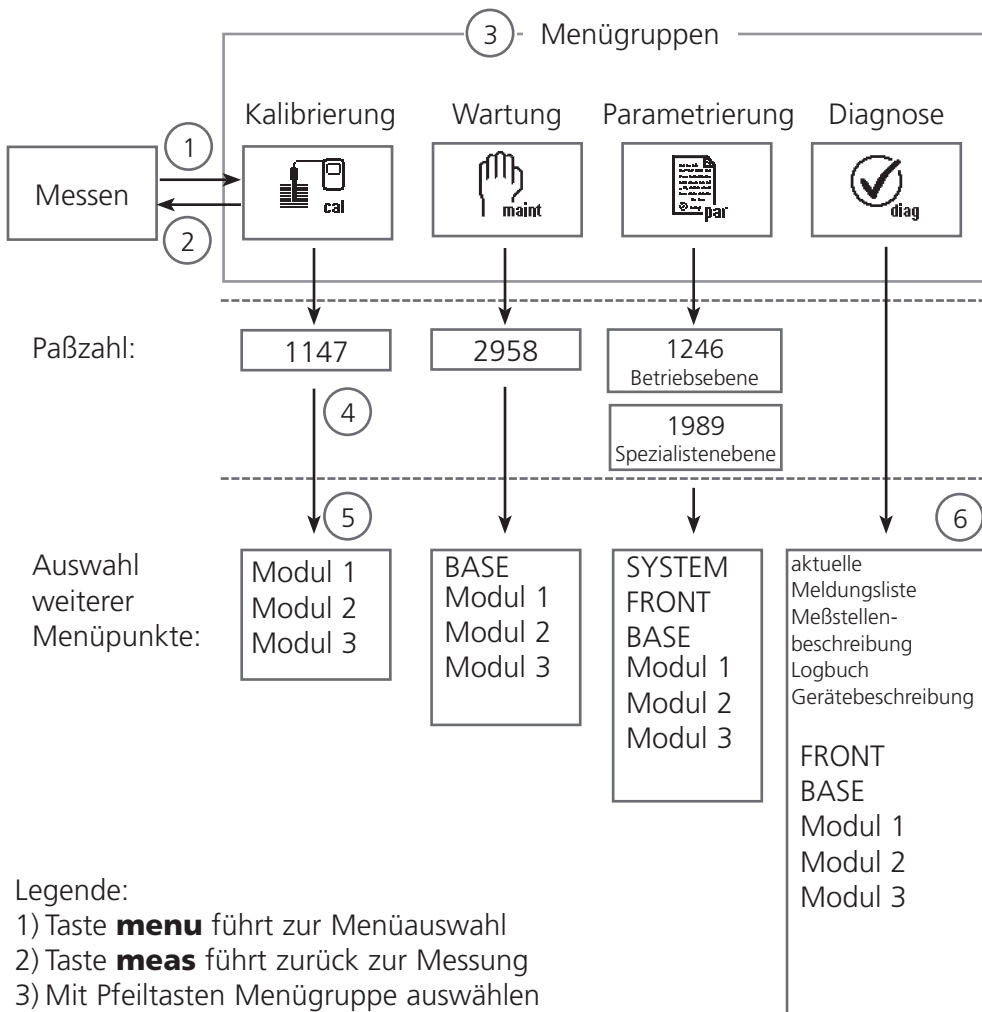 3 Menügruppen
Kalibrierung Wartung Parametrierung Diagnose
Messen
1
2
cal
maint
par
diag
Paßzahl:
1147
2958
1246
Betriebsebene
1989
Spezialistenebene
4
5
6
Auswahl
weiterer
Menüpunkte:
Modul 1
Modul 2
Modul 3
BASE
Modul 1
Modul 2
Modul 3
SYSTEM
FRONT
BASE
Modul 1
Modul 2
Modul 3
aktuelle
Meldungsliste
Meßstellen-
beschreibung
Logbuch
Gerätebeschreibung
FRONT
BASE
Modul 1
Modul 2
Modul 3
Legende:
1) Taste menu führt zur Menüauswahl
2) Taste meas führt zurück zur Messung
3) Mit Pfeiltasten Menügruppe auswählen